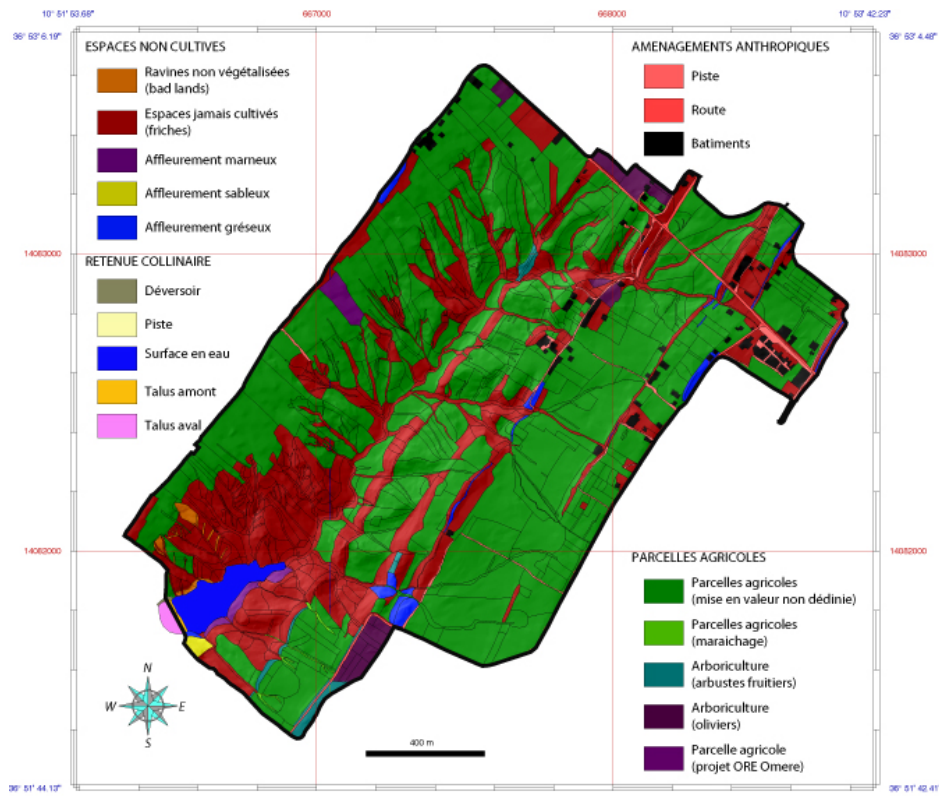 10° 51' 53.68"
667000
668000
10° 53' 42.23"
36° 53' 6.19"
36° 53' 4.48"
ESPACES NON CULTIVES
Ravines non végétalisées
(bad lands)
Espaces jamais cultivés
(friches)
Affleurement marneux
Affleurement sableux
Affleurement gréseux
RETENUE COLLINAIRE
Déversoir
Piste
Surface en eau
Talus amont
Talus aval
AMENAGEMENTS ANTHROPIQUES
Piste
Route
Batiments
14083000
14083000
14082000
14082000
PARCELLES AGRICOLES
Parcelles agricoles
(mise en valeur non dédinie)
Parcelles agricoles
(maraichage)
Arboriculture
(arbustes fruitiers)
Arboriculture
(oliviers)
Parcelle agricole
(projet ORE Omere)
N
W
E
S
400 m
36° 51' 44.13"
36° 51' 42.41"